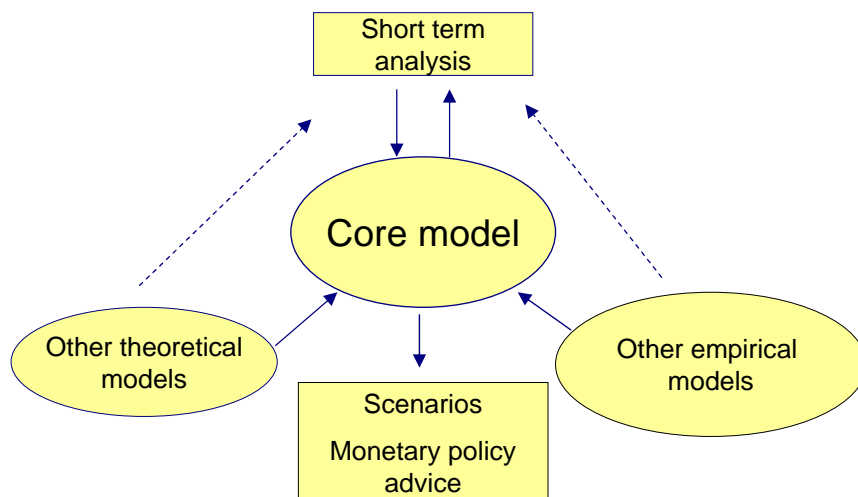 Short term
analysis
Core model
Other theoretical
models
Other empirical
models
Scenarios
Monetary policy
advice